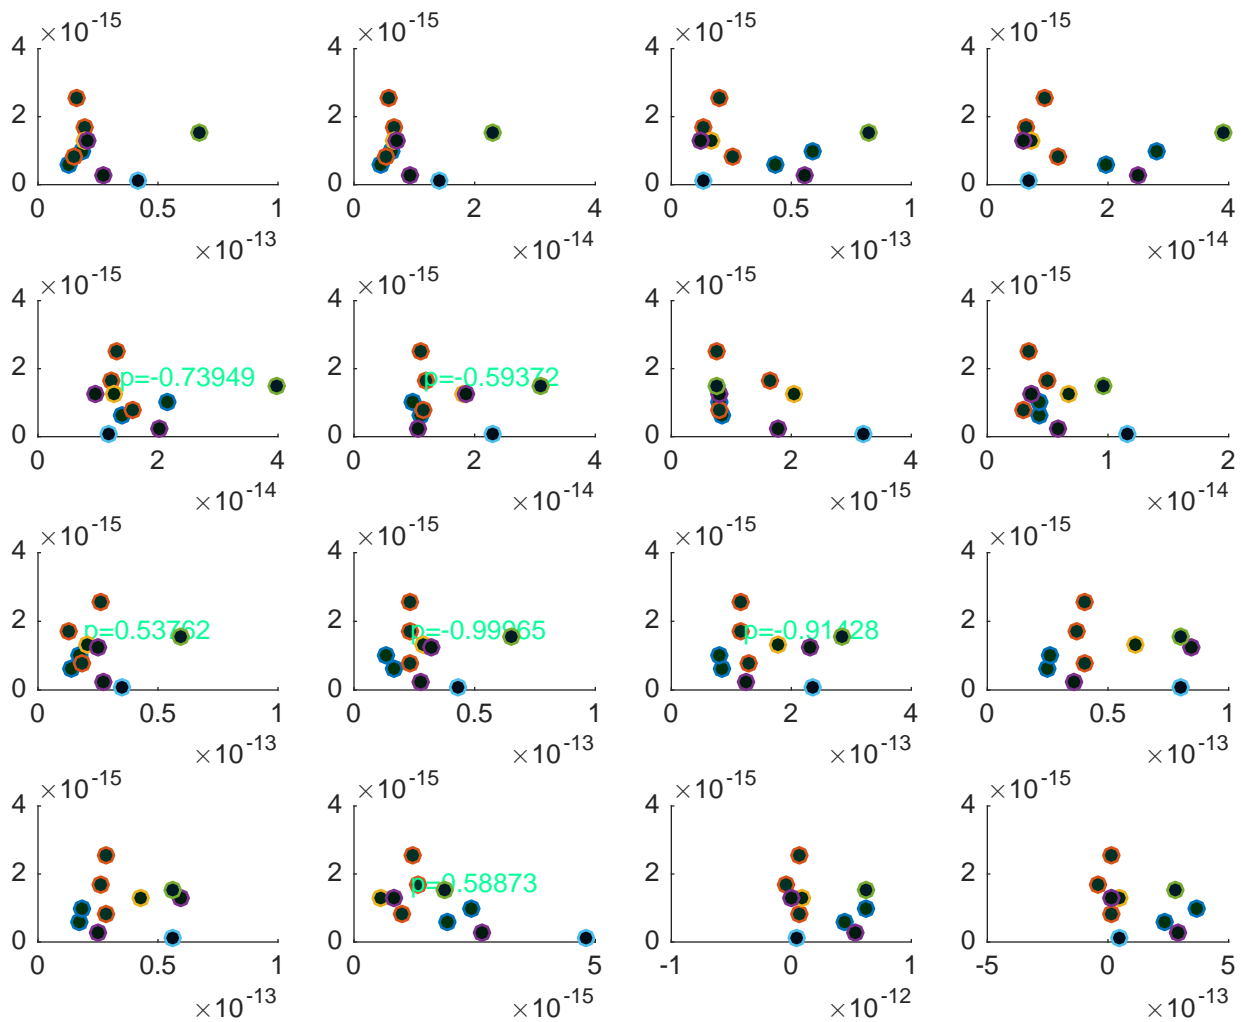 ×10-15 ×10-15 ×10-15 ×10-15
4 4 4 4
2 2 2 2
0 0 0 0
0 0.5 1 0 2 4 0 0.5 1 0 2 4
×10-13 ×10-14 ×10-13 ×10-14
×10-15 ×10-15 ×10-15 ×10-15
4 4 4 4
2 p=-0.73949 2 p=-0.59372 2 2
0 0 0 0
0 2 4 0 2 4 0 2 4 0 1 2
×10-14 ×10-14 ×10-15 ×10-14
×10-15 ×10-15 ×10-15 ×10-15
4 4 4 4
2 p=0.53762 2 p=-0.99965 2 p=-0.91428 2
0 0 0 0
0 0.5 1 0 0.5 1 0 2 4 0 0.5 1
×10-13 ×10-13 ×10-13 ×10-13
×10-15 ×10-15 ×10-15 ×10-15
4 4 4 4
2 2 p=0.58873 2 2
0 0 0 0
0 0.5 1 0 5 -1 0 1 -5 0 5
×10-13 ×10-15 ×10-12 ×10-13